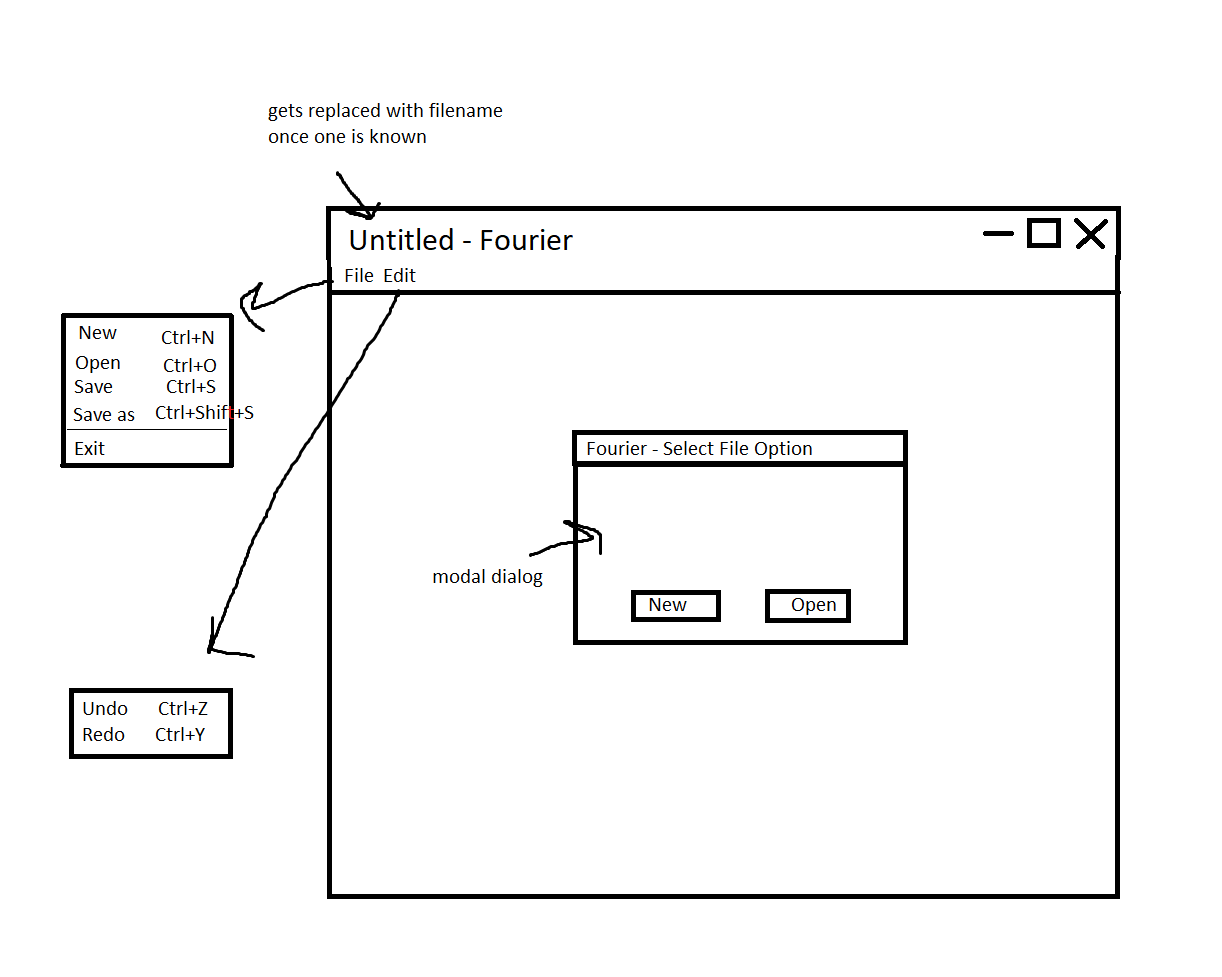 gets replaced with filename
once one is known
Untitled - Fourier
File Edit
New Ctrl+N
Open Ctrl+O
Save Ctrl+S
Save as Ctrl+Shift+S
Exit
Fourier - Select File Option
modal dialog
New Open
Undo Ctrl+Z
Redo Ctrl+Y